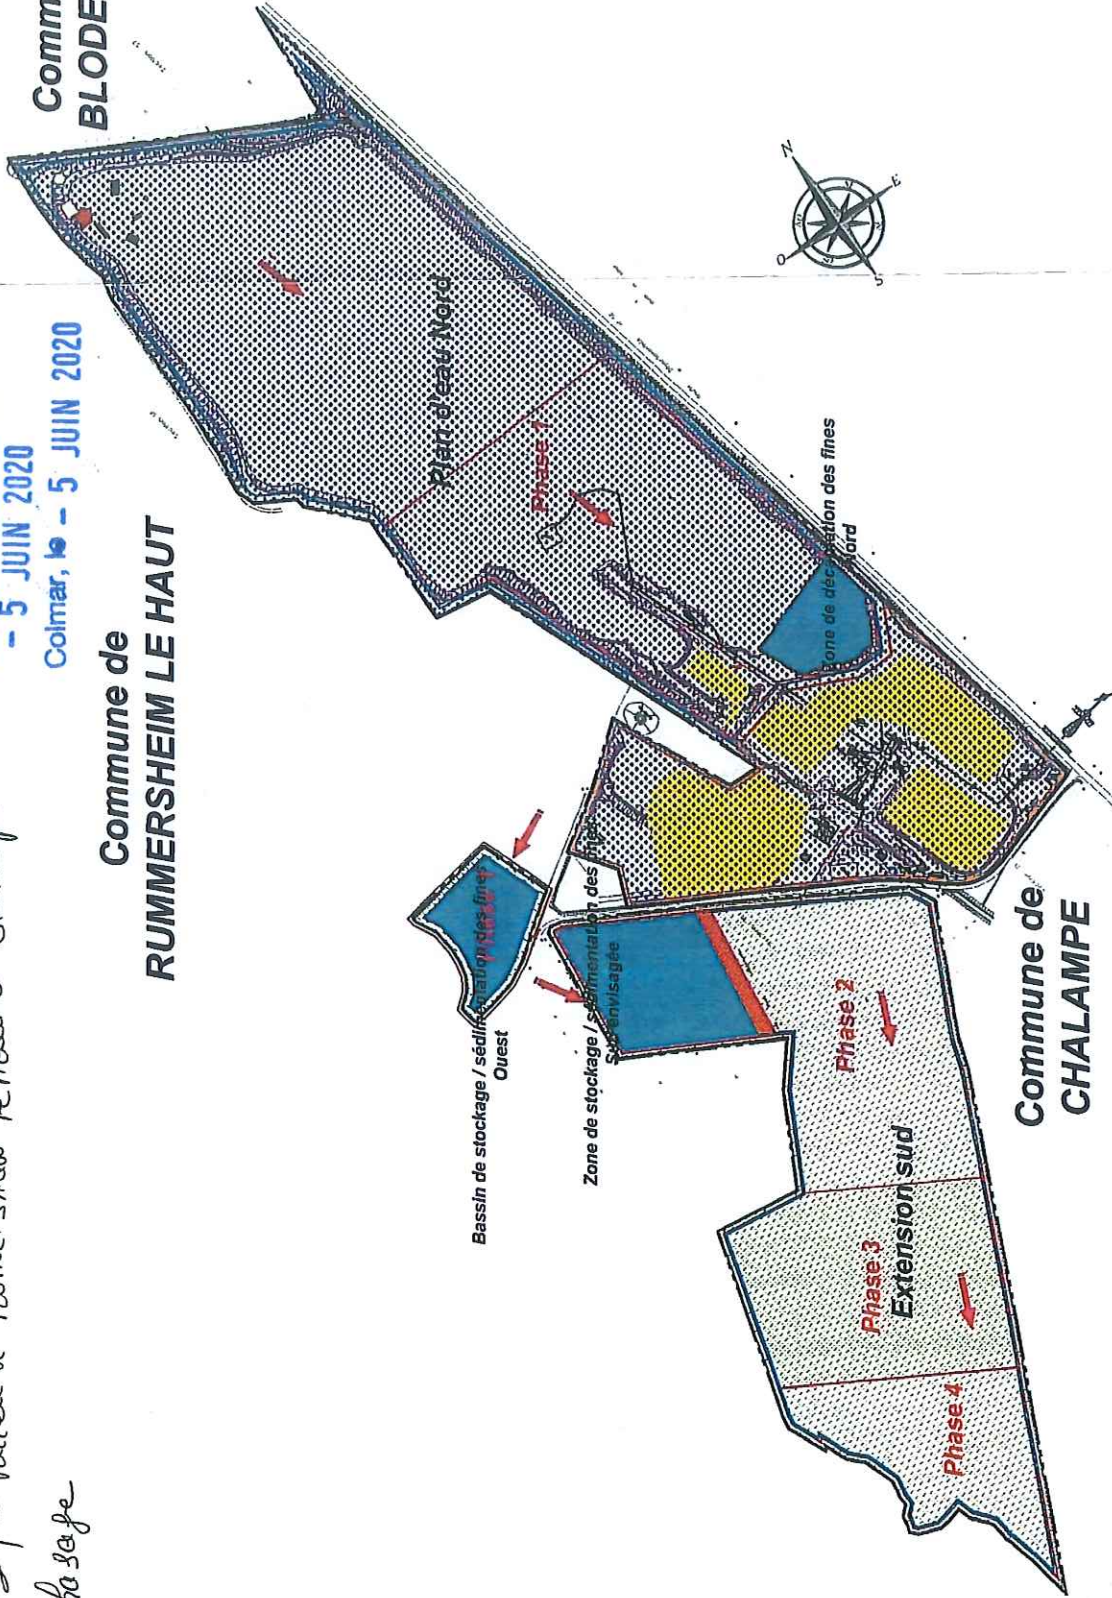 Comm
BLODE
- 5 JUIN 2020
Colmar, le - 5 JUIN 2020
Commune de
RUMMERSHEIM LE HAUT
Plan d'eau Nord
Phase 1
N
E
S
O
Zone de décantation des fines
Nord
Bassin de stockage / sédimentation des fines
Ouest
Zone de stockage / sédimentation des fines
Sud envisagée
Phase 2
Extension sud
Phase 3
Phase 4
Commune de
CHALAMPE